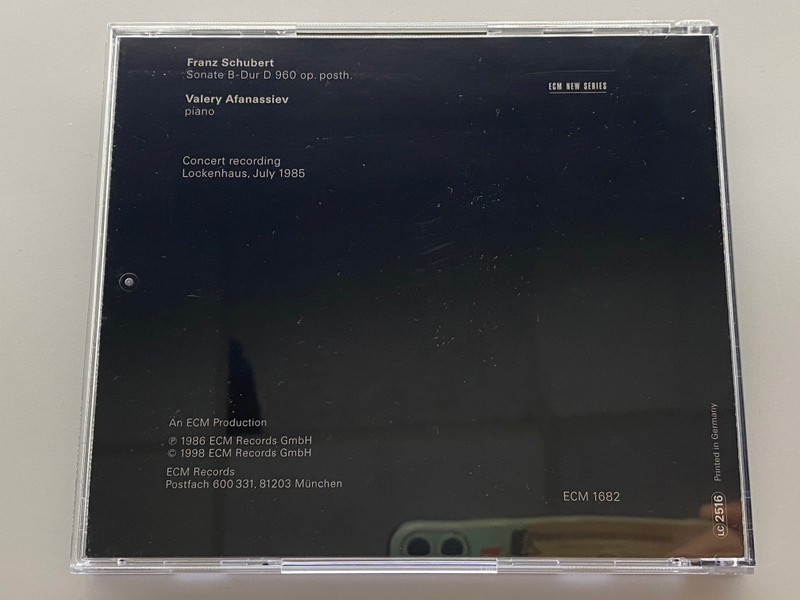 Franz Schubert
Sonate B-Dur D 960 op. posth.
ECM NEW SERIES
Valery Afanassiev
piano
Concert recording
Lockenhaus, July 1985
An ECM Production
℗ 1986 ECM Records GmbH
© 1998 ECM Records GmbH
ECM Records
Postfach 600 331, 81203 München
ECM 1682
Printed in Germany
LC 2516